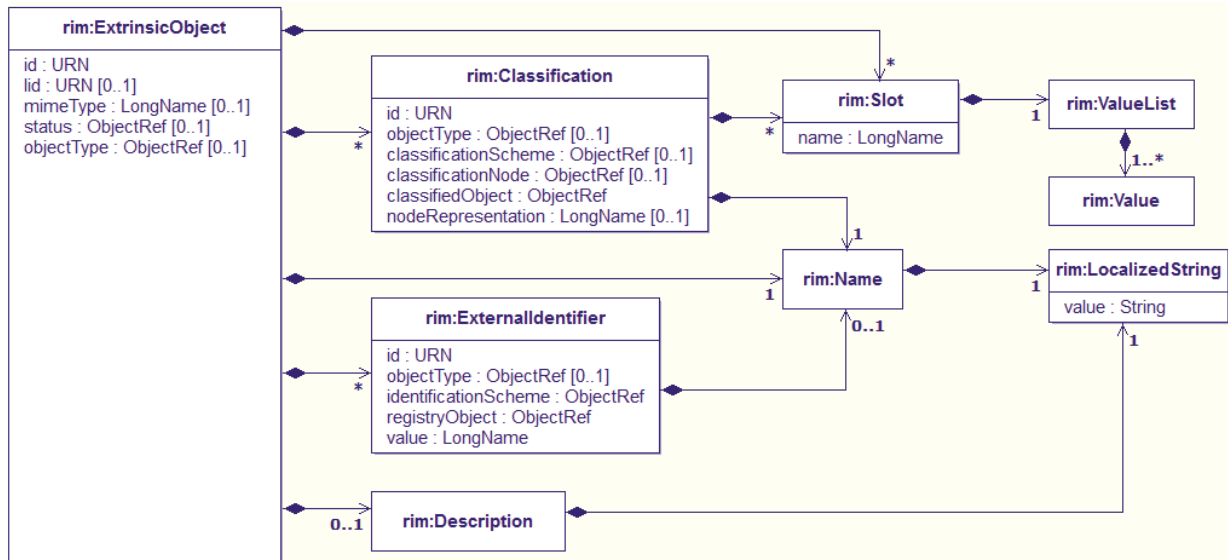 rim:ExtrinsicObject
id : URN
lid : URN [0..1]
mimeType : LongName [0..1]
status : ObjectRef [0..1]
objectType : ObjectRef [0..1]
*
rim:Classification
id : URN
objectType : ObjectRef [0..1]
classificationScheme : ObjectRef [0..1]
classificationNode : ObjectRef [0..1]
classifiedObject : ObjectRef
nodeRepresentation : LongName [0..1]
*
*
rim:Slot
name : LongName
1
rim:ValueList
1..*
rim:Value
1
1
rim:Name
0..1
1
rim:LocalizedString
value : String
1
*
rim:ExternalIdentifier
id : URN
objectType : ObjectRef [0..1]
identificationScheme : ObjectRef
registryObject : ObjectRef
value : LongName
0..1
rim:Description